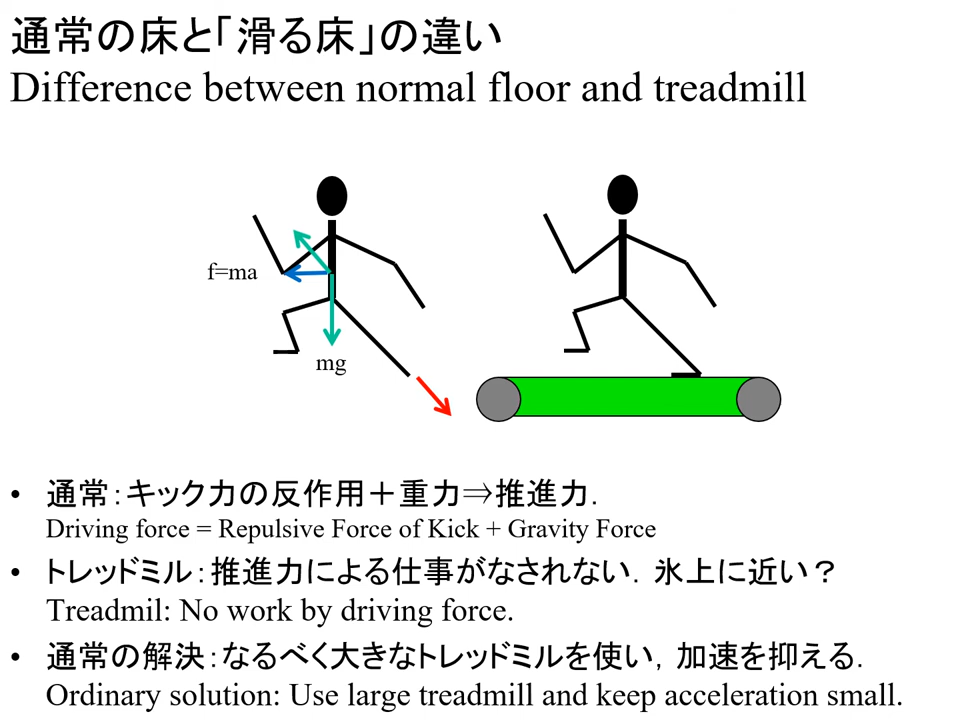 通常の床と「滑る床」の違い
Difference between normal floor and treadmill
f=ma
mg
• 通常：キック力の反作用＋重力⇒推進力．
Driving force = Repulsive Force of Kick + Gravity Force
• トレッドミル：推進力による仕事がなされない．氷上に近い？
Treadmil: No work by driving force.
• 通常の解決：なるべく大きなトレッドミルを使い，加速を抑える．
Ordinary solution: Use large treadmill and keep acceleration small.